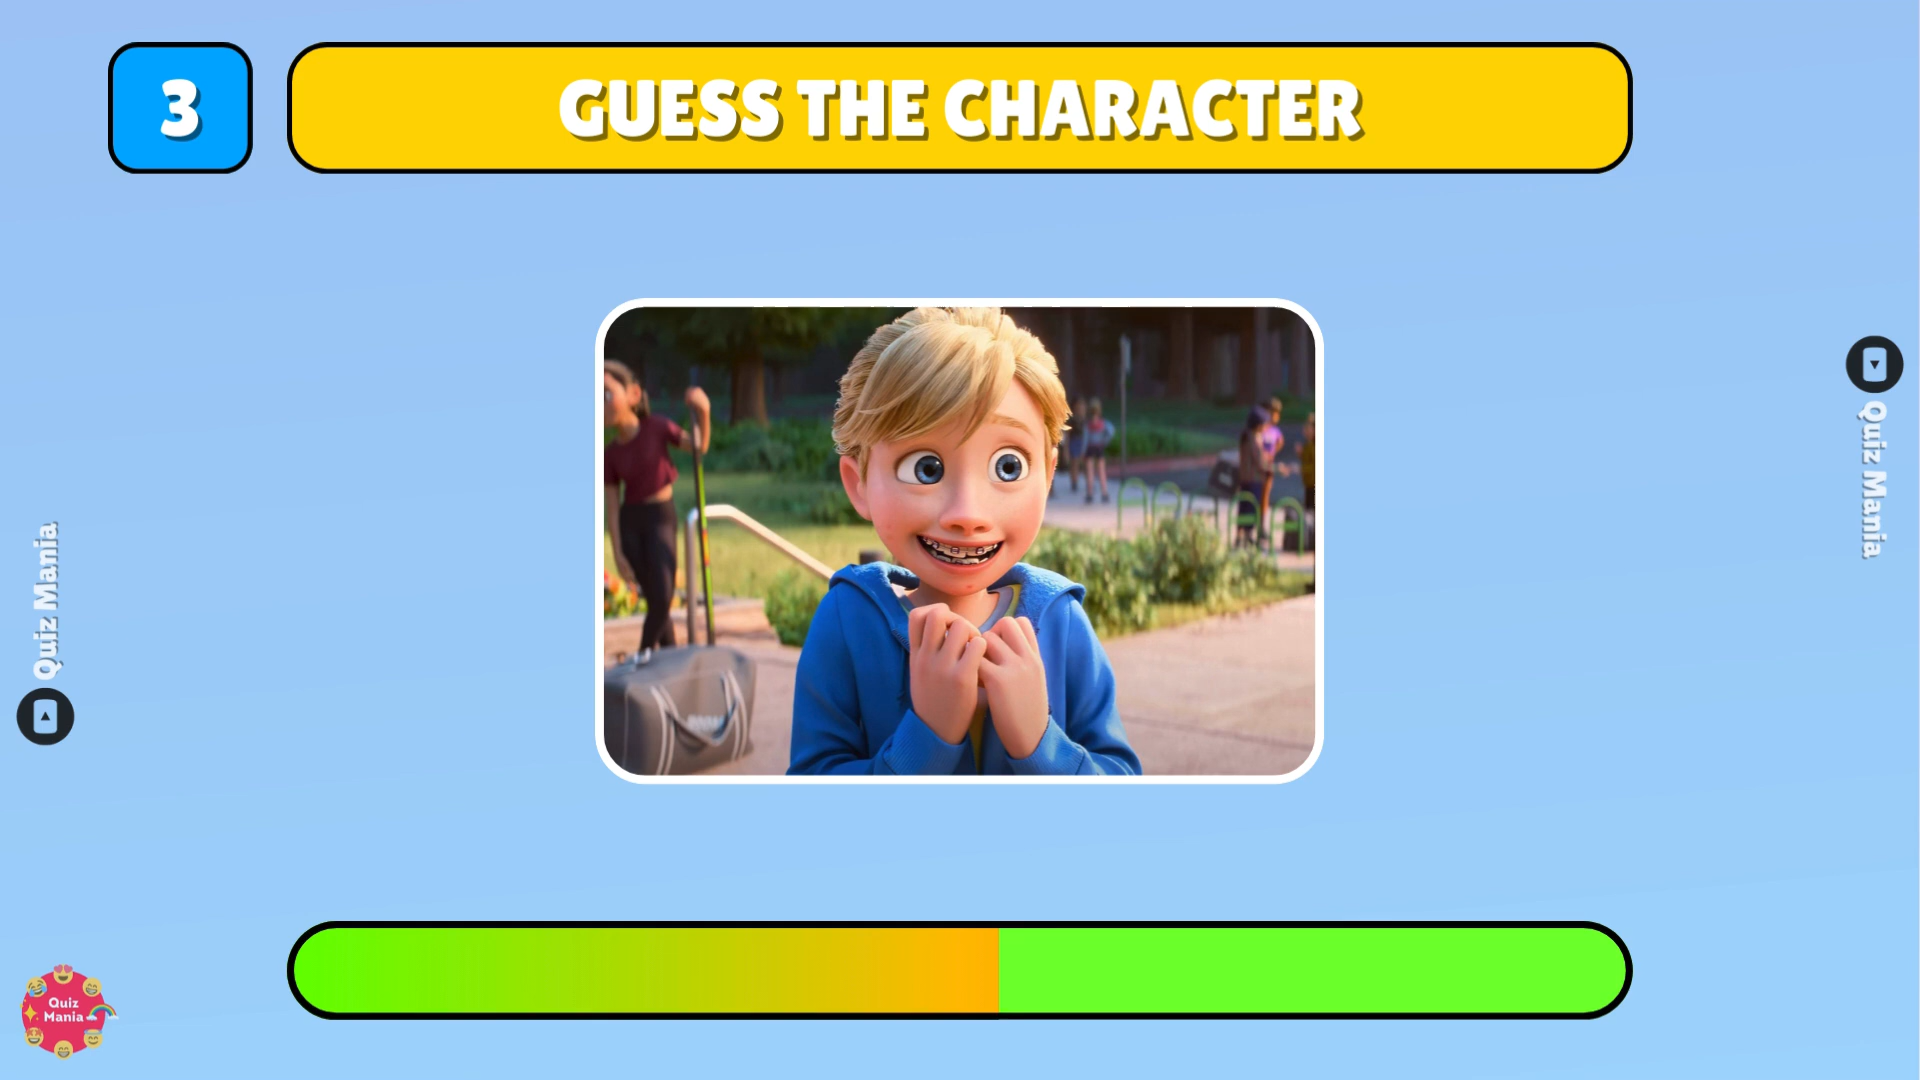 3
GUESS THE CHARACTER
Quiz Mania
Quiz Mania
Quiz
Mania